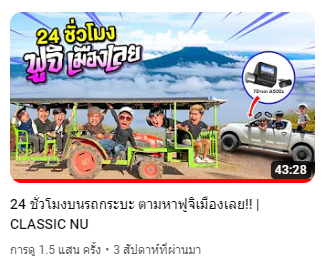 24 ชั่วโมง
ฟูจิ เมืองเลย
70mai A500s
43:28
24 ชั่วโมงบนรถกระบะ ตามหาฟูจิเมืองเลย!! |
CLASSIC NU
การดู 1.5 แสน ครั้ง • 3 สัปดาห์ที่ผ่านมา